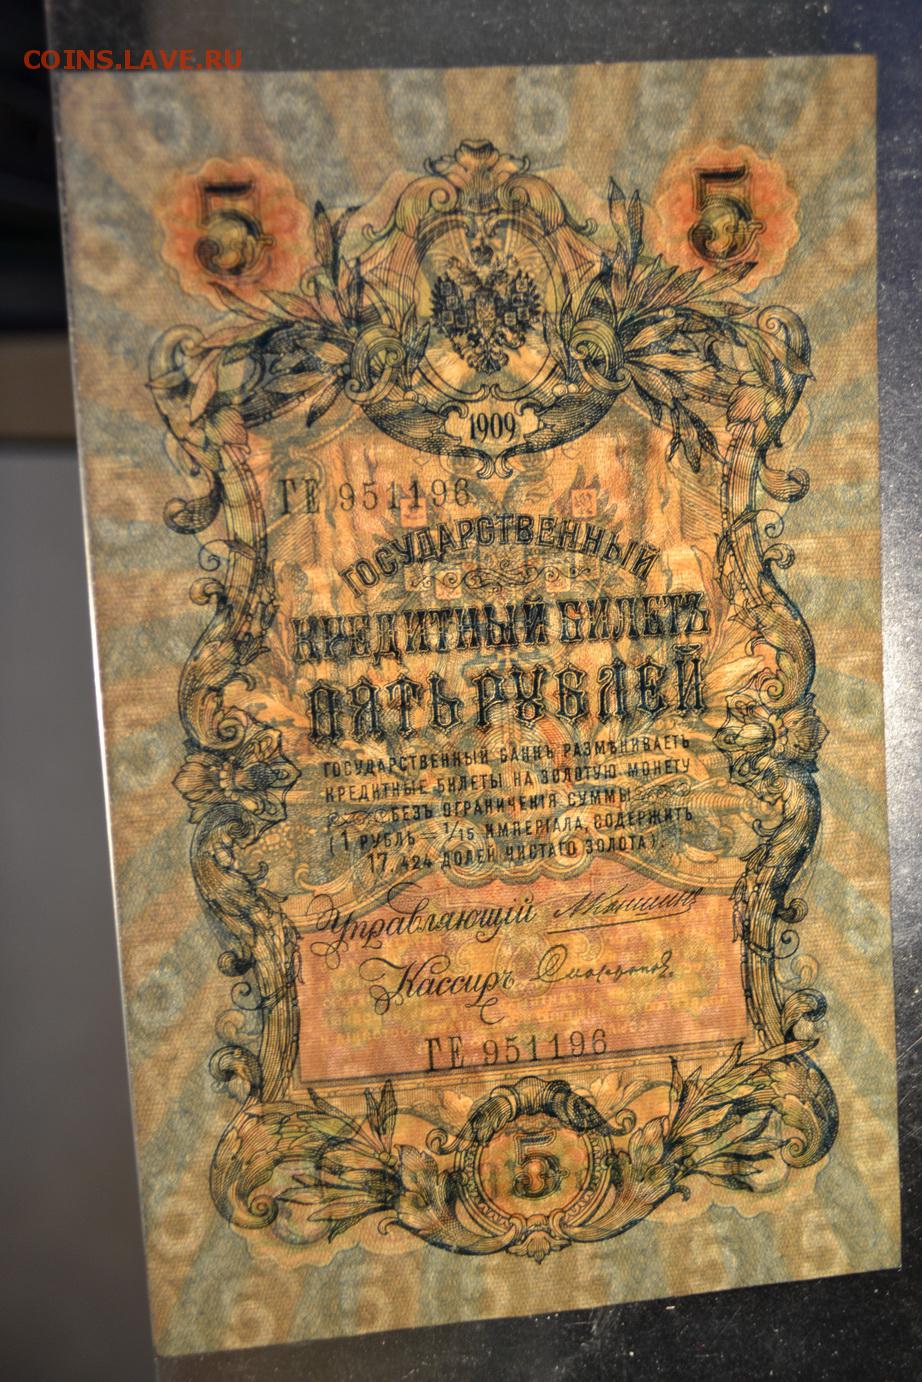 COINS.LAVE.RU
5 5
1909
ГЕ 951196
ГОСУДАРСТВЕННЫЙ
КРЕДИТНЫЙ БИЛЕТЪ
ПЯТЬ РУБЛЕЙ
ГОСУДАРСТВЕННЫЙ БАНКЪ РАЗМѢНИВАЕТЪ
КРЕДИТНЫЕ БИЛЕТЫ НА ЗОЛОТУЮ МОНЕТУ
БЕЗЪ ОГРАНИЧЕНІЯ СУММЫ
(1 РУБЛЬ = 1/15 ИМПЕРІАЛА, СОДЕРЖИТЪ
17,424 ДОЛЕЙ ЧИСТАГО ЗОЛОТА).
Управляющій
Кассиръ
ГЕ 951196
5